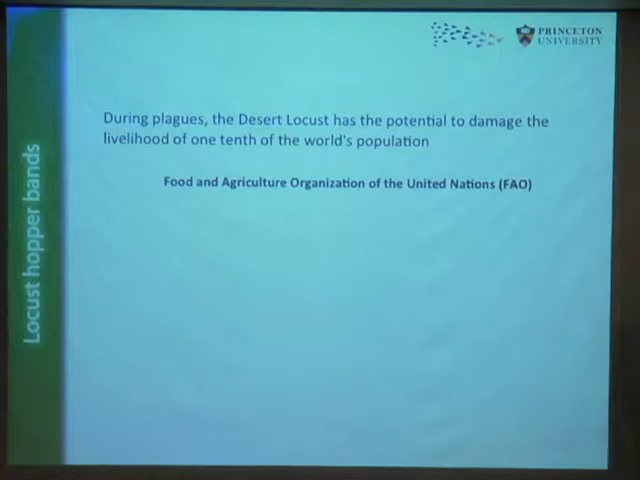 PRINCETON
UNIVERSITY
During plagues, the Desert Locust has the potential to damage the
livelihood of one tenth of the world's population
Food and Agriculture Organization of the United Nations (FAO)
Locust hopper bands